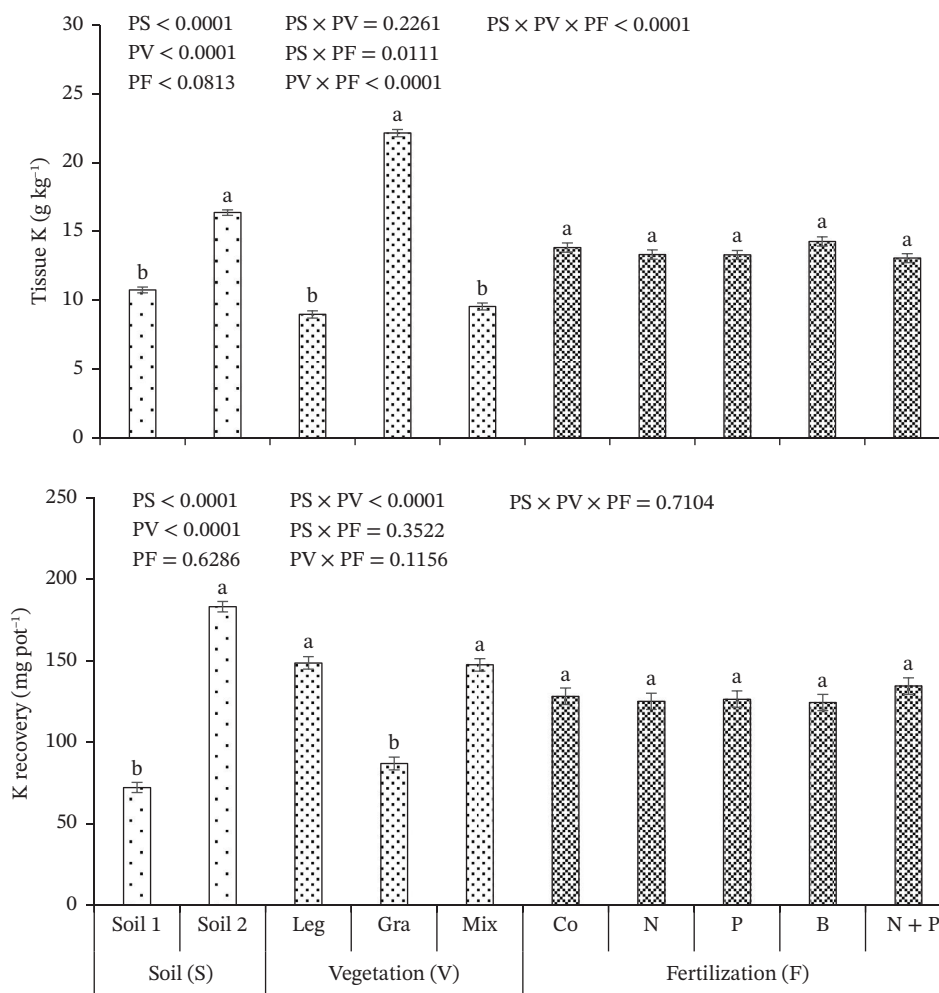 30
25
20
15
10
5
0
Tissue K (g kg⁻¹)
PS < 0.0001 PS × PV = 0.2261 PS × PV × PF < 0.0001
PV < 0.0001 PS × PF = 0.0111
PF < 0.0813 PV × PF < 0.0001
b a b a b a a a a a
250
200
150
100
50
0
K recovery (mg pot⁻¹)
PS < 0.0001 PS × PV < 0.0001 PS × PV × PF = 0.7104
PV < 0.0001 PS × PF = 0.3522
PF = 0.6286 PV × PF = 0.1156
b a a b a a a a a a
Soil 1 Soil 2 Leg Gra Mix Co N P B N + P
Soil (S) Vegetation (V) Fertilization (F)